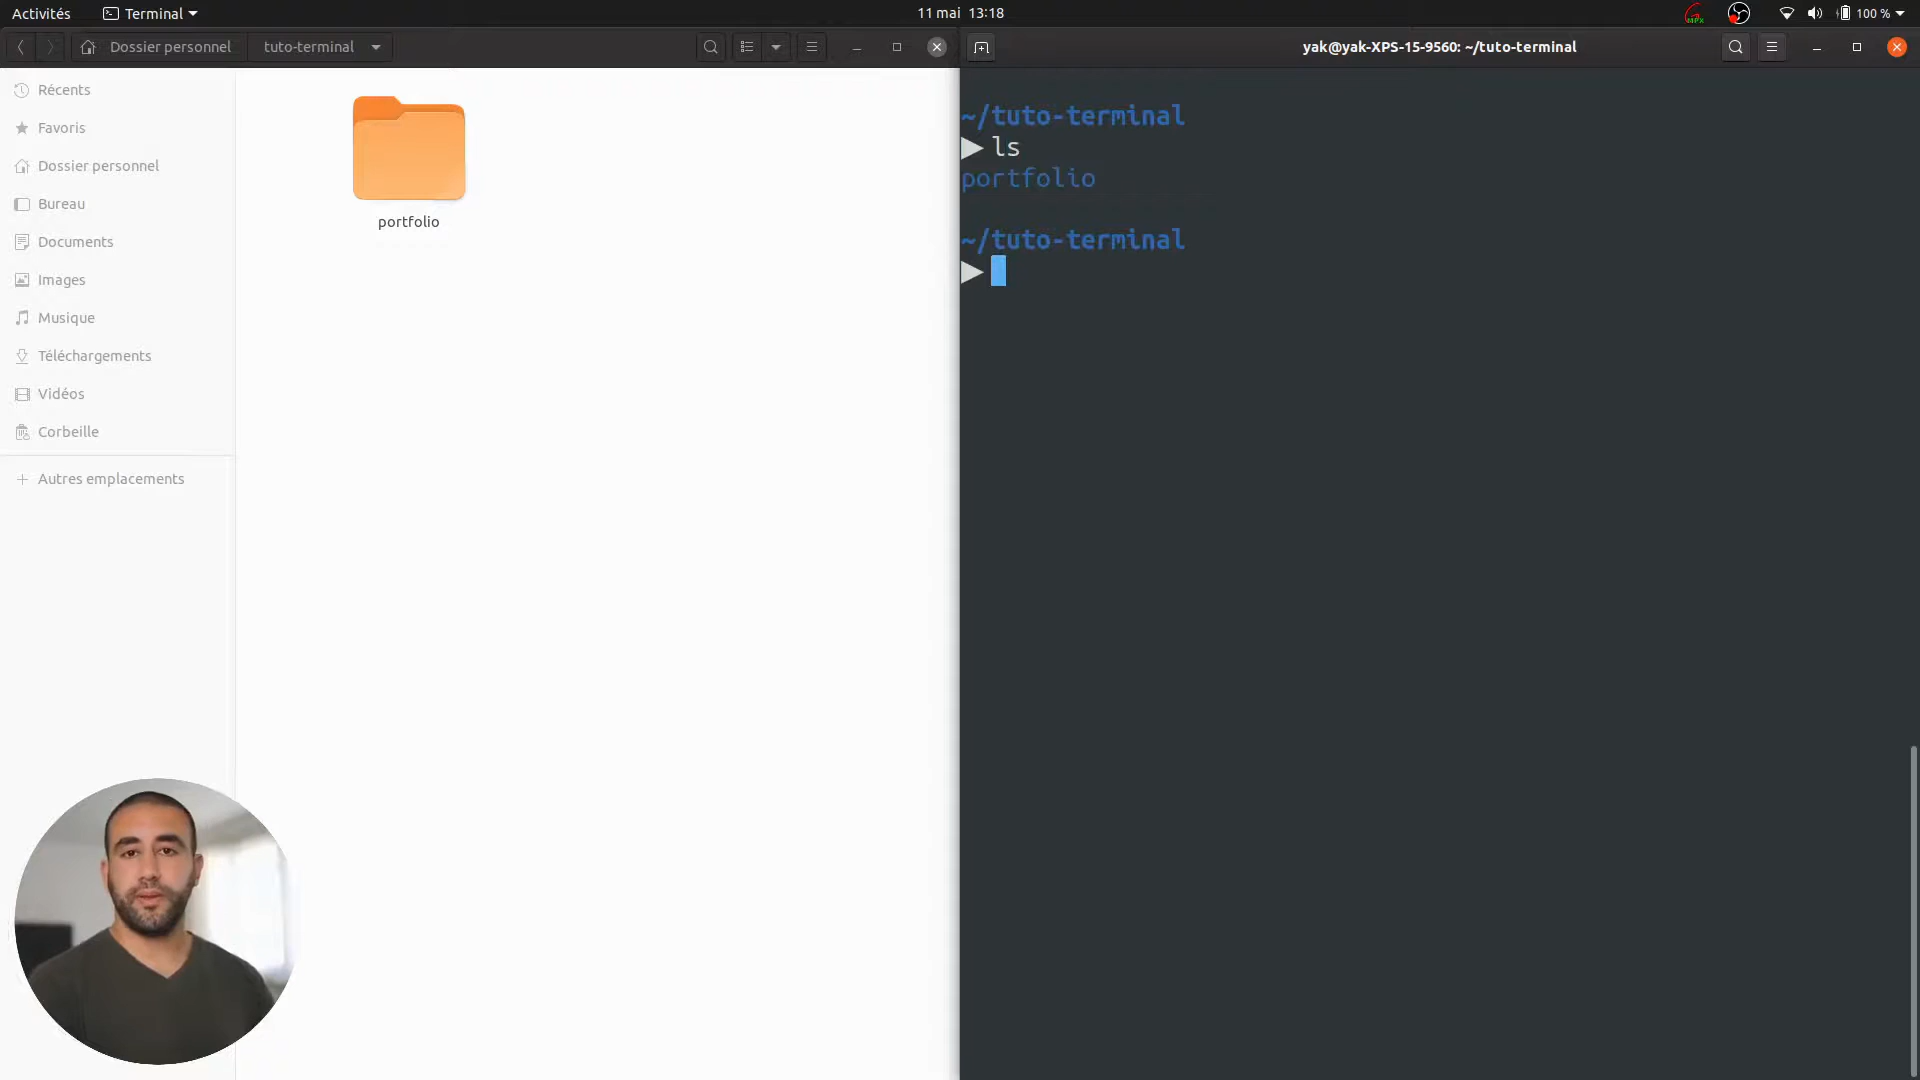 Activités
Terminal
11 mai 13:18
100 %
Dossier personnel
tuto-terminal
yak@yak-XPS-15-9560: ~/tuto-terminal
Récents
Favoris
Dossier personnel
Bureau
Documents
Images
Musique
Téléchargements
Vidéos
Corbeille
Autres emplacements
portfolio
~/tuto-terminal
ls
portfolio
~/tuto-terminal